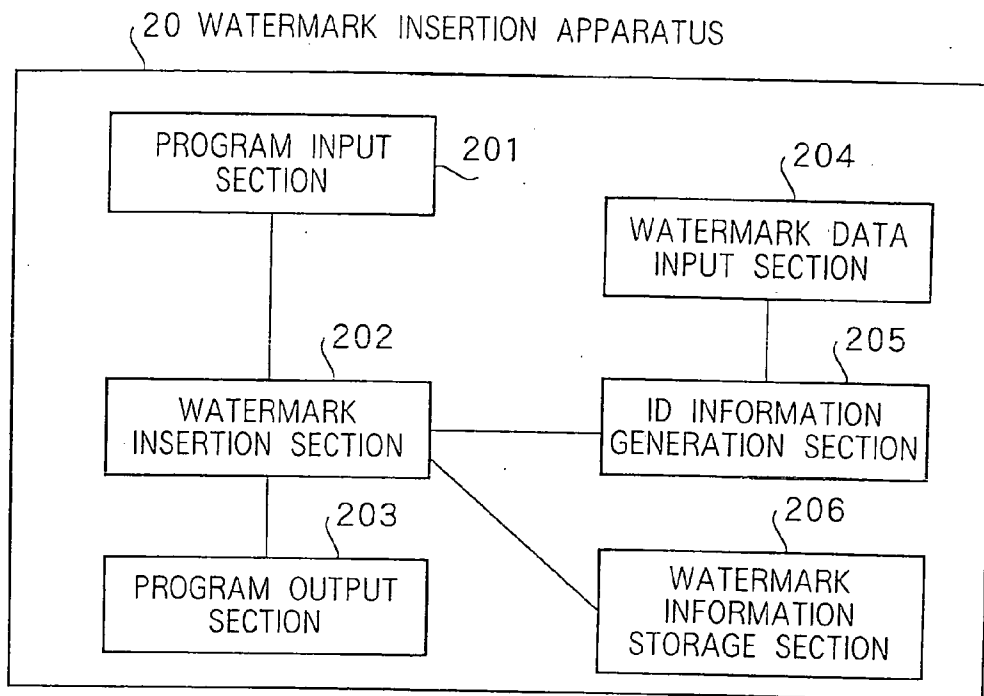 20 WATERMARK INSERTION APPARATUS
PROGRAM INPUT
SECTION
201
204
WATERMARK DATA
INPUT SECTION
202
WATERMARK
INSERTION SECTION
205
ID INFORMATION
GENERATION SECTION
203
PROGRAM OUTPUT
SECTION
206
WATERMARK
INFORMATION
STORAGE SECTION